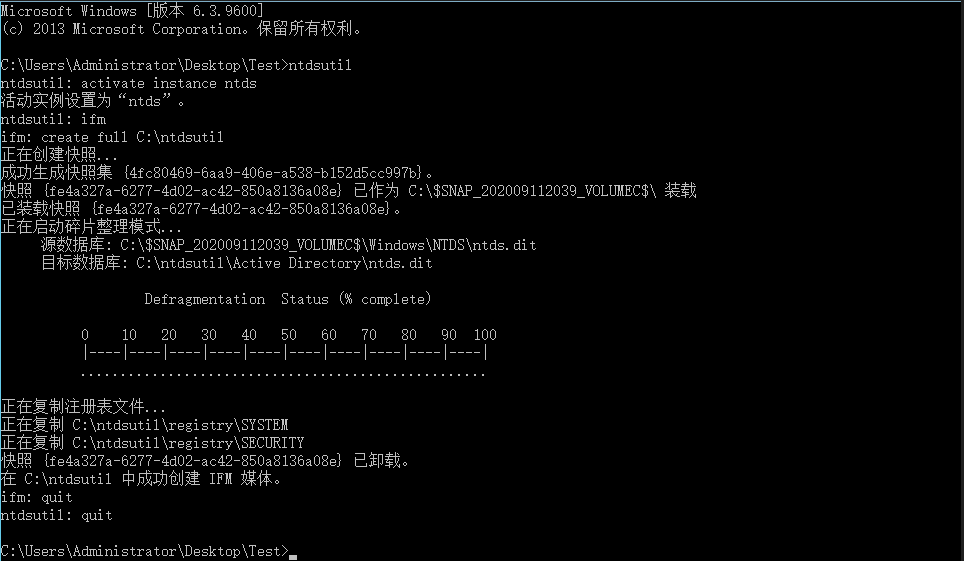 Microsoft Windows [版本 6.3.9600]
(c) 2013 Microsoft Corporation。保留所有权利。
C:\Users\Administrator\Desktop\Test>ntdsutil
ntdsutil: activate instance ntds
活动实例设置为“ntds”。
ntdsutil: ifm
ifm: create full C:\ntdsutil
正在创建快照...
成功生成快照集 {4fc80469-6aa9-406e-a538-b152d5cc997b}。
快照 {fe4a327a-6277-4d02-ac42-850a8136a08e} 已作为 C:\$SNAP_202009112039_VOLUMEC$\ 装载
已装载快照 {fe4a327a-6277-4d02-ac42-850a8136a08e}。
正在启动碎片整理模式...
源数据库: C:\$SNAP_202009112039_VOLUMEC$\Windows\NTDS\ntds.dit
目标数据库: C:\ntdsutil\Active Directory\ntds.dit
Defragmentation  Status (% complete)
0    10   20   30   40   50   60   70   80   90  100
|----|----|----|----|----|----|----|----|----|----|
...................................................
正在复制注册表文件...
正在复制 C:\ntdsutil\registry\SYSTEM
正在复制 C:\ntdsutil\registry\SECURITY
快照 {fe4a327a-6277-4d02-ac42-850a8136a08e} 已卸载。
在 C:\ntdsutil 中成功创建 IFM 媒体。
ifm: quit
ntdsutil: quit
C:\Users\Administrator\Desktop\Test>